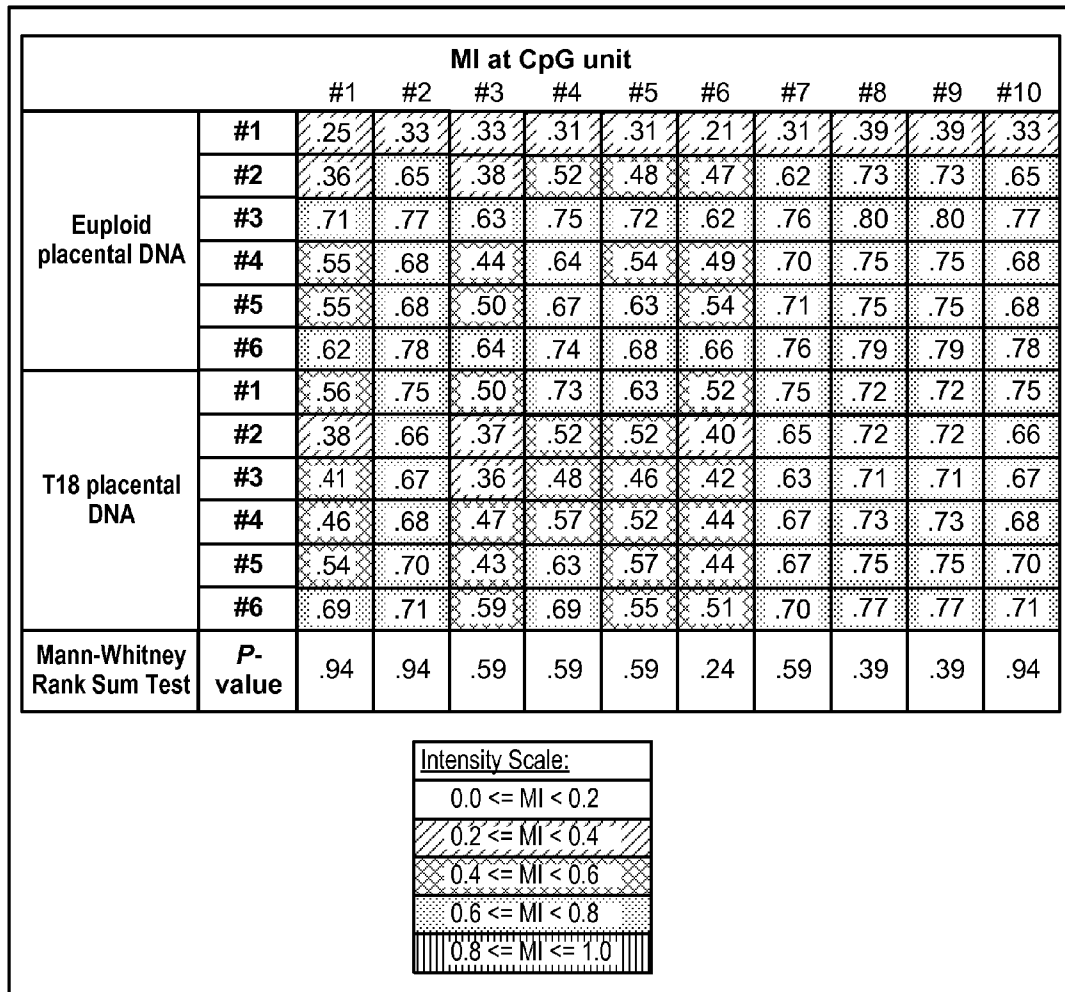 MI at CpG unit
#1 #2 #3 #4 #5 #6 #7 #8 #9 #10
Euploid placental DNA
#1 .25 .33 .33 .31 .31 .21 .31 .39 .39 .33
#2 .36 .65 .38 .52 .48 .47 .62 .73 .73 .65
#3 .71 .77 .63 .75 .72 .62 .76 .80 .80 .77
#4 .55 .68 .44 .64 .54 .49 .70 .75 .75 .68
#5 .55 .68 .50 .67 .63 .54 .71 .75 .75 .68
#6 .62 .78 .64 .74 .68 .66 .76 .79 .79 .78
T18 placental DNA
#1 .56 .75 .50 .73 .63 .52 .75 .72 .72 .75
#2 .38 .66 .37 .52 .52 .40 .65 .72 .72 .66
#3 .41 .67 .36 .48 .46 .42 .63 .71 .71 .67
#4 .46 .68 .47 .57 .52 .44 .67 .73 .73 .68
#5 .54 .70 .43 .63 .57 .44 .67 .75 .75 .70
#6 .69 .71 .59 .69 .55 .51 .70 .77 .77 .71
Mann-Whitney Rank Sum Test
P-value .94 .94 .59 .59 .59 .24 .59 .39 .39 .94
Intensity Scale:
0.0 <= MI < 0.2
0.2 <= MI < 0.4
0.4 <= MI < 0.6
0.6 <= MI < 0.8
0.8 <= MI <= 1.0